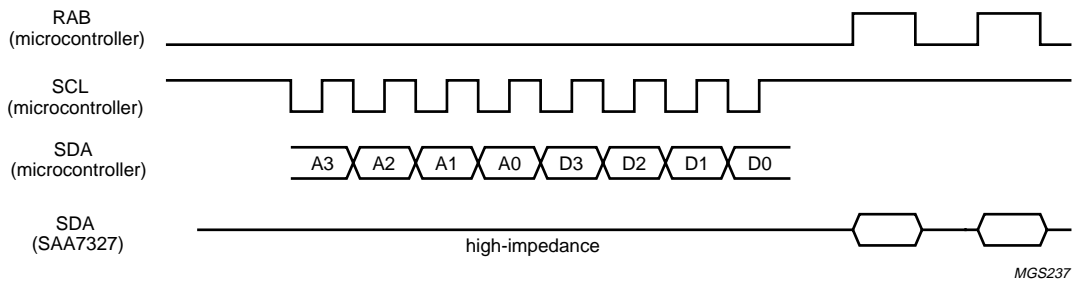 RAB
(microcontroller)
SCL
(microcontroller)
SDA
(microcontroller)
A3 A2 A1 A0 D3 D2 D1 D0
SDA
(SAA7327)
high-impedance
MGS237